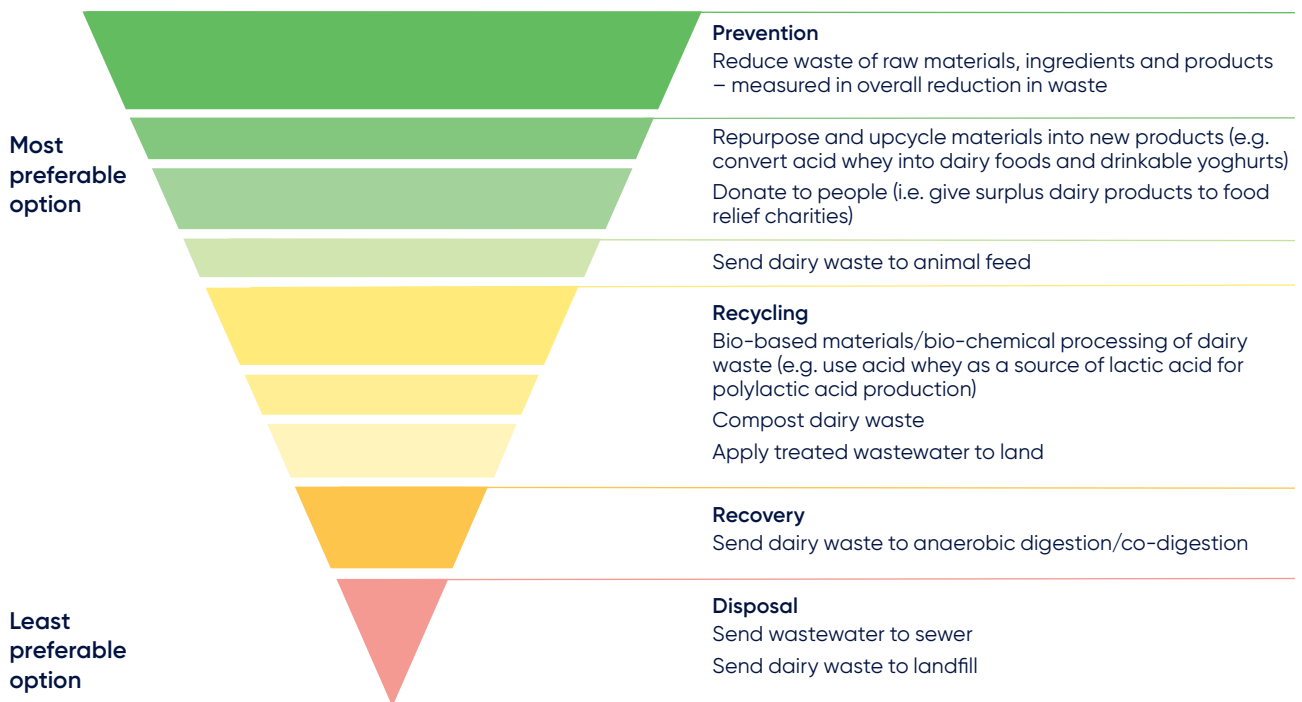 Most
preferable
option
Least
preferable
option
Prevention
Reduce waste of raw materials, ingredients and products
– measured in overall reduction in waste
Repurpose and upcycle materials into new products (e.g.
convert acid whey into dairy foods and drinkable yoghurts)
Donate to people (i.e. give surplus dairy products to food
relief charities)
Send dairy waste to animal feed
Recycling
Bio-based materials/bio-chemical processing of dairy
waste (e.g. use acid whey as a source of lactic acid for
polylactic acid production)
Compost dairy waste
Apply treated wastewater to land
Recovery
Send dairy waste to anaerobic digestion/co-digestion
Disposal
Send wastewater to sewer
Send dairy waste to landfill